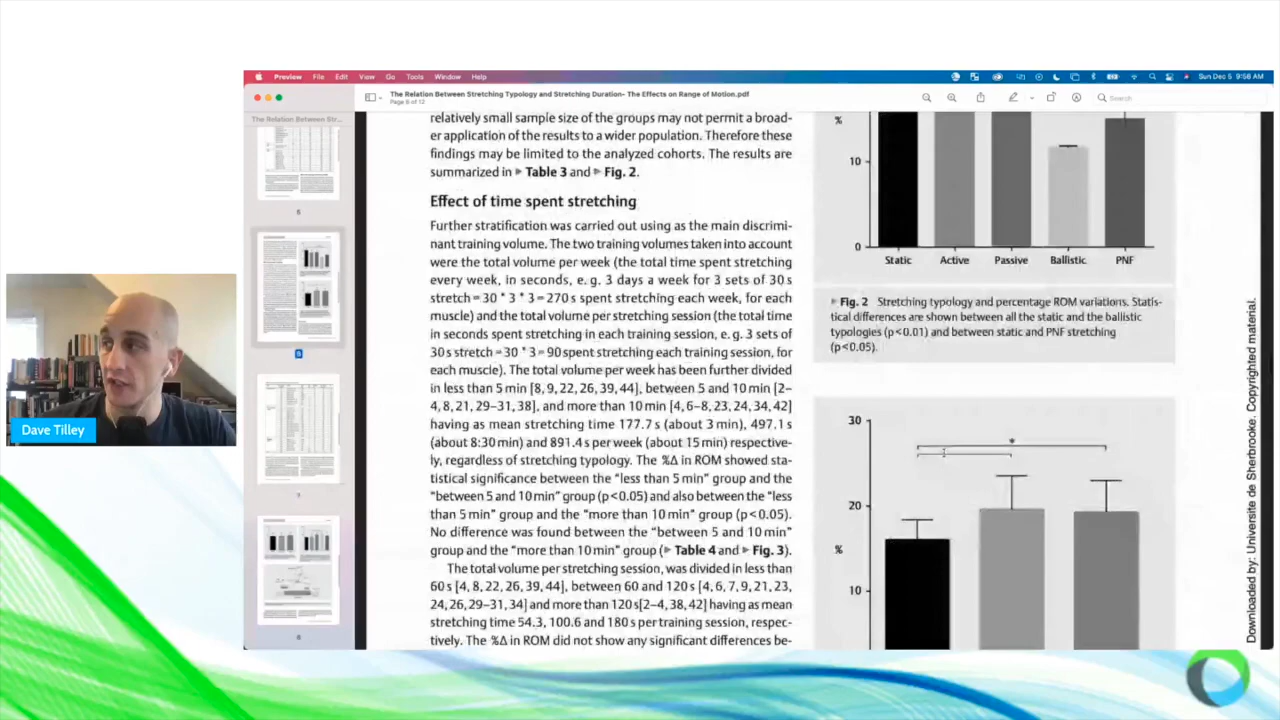 Preview File Edit View Go Tools Window Help
Sun Dec 5 9:56 AM
The Relation Between Stretching Typology and Stretching Duration- The Effects on Range of Motion.pdf
Page 6 of 12
Search
The Relation Between Str...
relatively small sample size of the groups may not permit a broad-
er application of the results to a wider population. Therefore these
findings may be limited to the analyzed cohorts. The results are
summarized in ▶ Table 3 and ▶ Fig. 2.
Effect of time spent stretching
Further stratification was carried out using as the main discrimi-
nant training volume. The two training volumes taken into account
were the total volume per week (the total time spent stretching
every week, in seconds, e.g. 3 days a week for 3 sets of 30 s
stretch = 30 * 3 * 3 = 270 s spent stretching each week, for each
muscle) and the total volume per stretching session (the total time
in seconds spent stretching in each training session, e.g. 3 sets of
30 s stretch = 30 * 3 = 90 spent stretching each training session, for
each muscle). The total volume per week has been further divided
in less than 5 min [8, 9, 22, 26, 39, 44], between 5 and 10 min [2–
4, 8, 21, 29–31, 38], and more than 10 min [4, 6–8, 23, 24, 34, 42]
having as mean stretching time 177.7 s (about 3 min), 497.1 s
(about 8:30 min) and 891.4 s per week (about 15 min) respective-
ly, regardless of stretching typology. The %Δ in ROM showed sta-
tistical significance between the "less than 5 min" group and the
"between 5 and 10 min" group (p < 0.05) and also between the "less
than 5 min" group and the "more than 10 min" group (p < 0.05).
No difference was found between the "between 5 and 10 min"
group and the "more than 10 min" group (▶ Table 4 and ▶ Fig. 3).
The total volume per stretching session, was divided in less than
60 s [4, 8, 22, 26, 39, 44], between 60 and 120 s [4, 6, 7, 9, 21, 23,
24, 26, 29–31, 34] and more than 120 s [2–4, 38, 42] having as mean
stretching time 54.3, 100.6 and 180 s per training session, respec-
tively. The %Δ in ROM did not show any significant differences be-
%
10
0
Static Active Passive Ballistic PNF
▶ Fig. 2 Stretching typology and percentage ROM variations. Statis-
tical differences are shown between all the static and the ballistic
typologies (p < 0.01) and between static and PNF stretching
(p < 0.05).
30
*
20
%
10
Downloaded by: Universite de Sherbrooke. Copyrighted material.
6
7
8
Dave Tilley